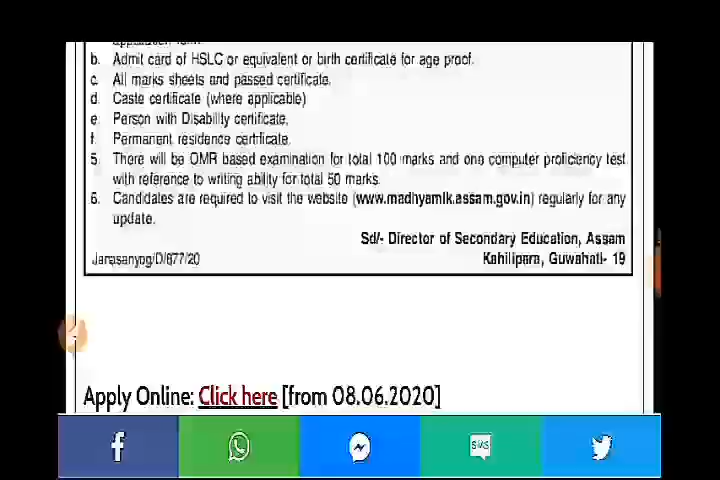 b. Admit card of HSLC or equivalent or birth certificate for age proof.
c. All marks sheets and passed certificate.
d. Caste certificate (where applicable)
e. Person with Disability certificate.
f. Permanent residence certificate.
5. There will be OMR based examination for total 100 marks and one computer proficiency test
with reference to writing ability for total 50 marks.
6. Candidates are required to visit the website (www.madhyamik.assam.gov.in) regularly for any
update.
Sd/- Director of Secondary Education, Assam
Janasanyog/D/677/20 Kahilipara, Guwahati- 19
Apply Online: Click here [from 08.06.2020]
SMS